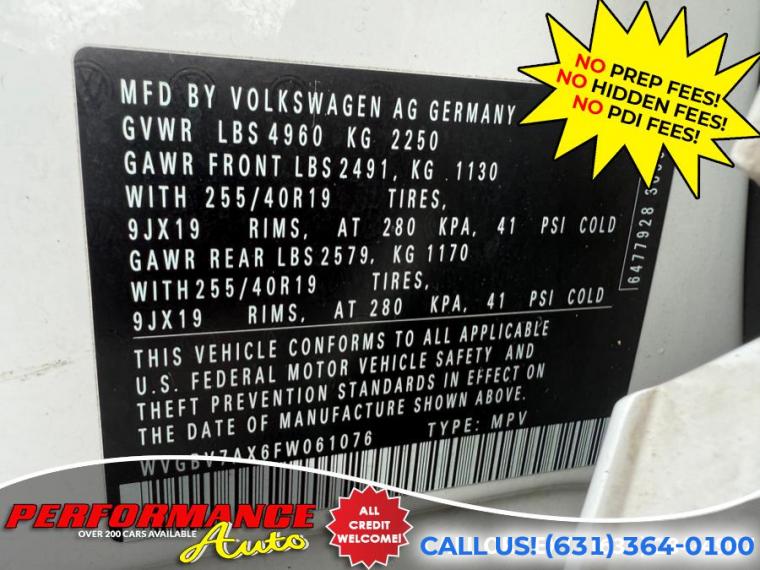 NO PREP FEES!
NO HIDDEN FEES!
NO PDI FEES!
MFD BY VOLKSWAGEN AG GERMANY
GVWR LBS 4960 KG 2250
GAWR FRONT LBS 2491, KG 1130
WITH 255/40R19 TIRES,
9JX19 RIMS, AT 280 KPA, 41 PSI COLD
GAWR REAR LBS 2579, KG 1170
WITH 255/40R19 TIRES,
9JX19 RIMS, AT 280 KPA, 41 PSI COLD
THIS VEHICLE CONFORMS TO ALL APPLICABLE
U.S. FEDERAL MOTOR VEHICLE SAFETY AND
THEFT PREVENTION STANDARDS IN EFFECT ON
THE DATE OF MANUFACTURE SHOWN ABOVE.
WVGBV7AX6FW061076 TYPE: MPV
6477928
PERFORMANCE
OVER 200 CARS AVAILABLE
Auto
ALL
CREDIT
WELCOME!
CALL US! (631) 364-0100